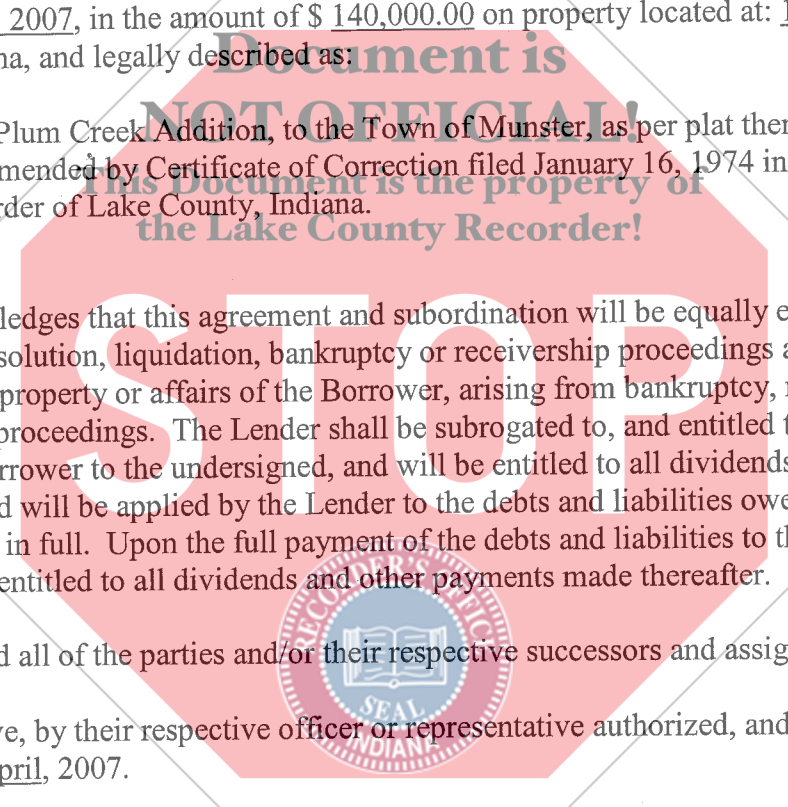 2007, in the amount of $ 140,000.00 on property located at:
na, and legally described as:
Document is
NOT OFFICIAL!
This Document is the property of
the Lake County Recorder!
Plum Creek Addition, to the Town of Munster, as per plat ther
mended by Certificate of Correction filed January 16, 1974 in
rder of Lake County, Indiana.
STOP
ledges that this agreement and subordination will be equally e
solution, liquidation, bankruptcy or receivership proceedings a
property or affairs of the Borrower, arising from bankruptcy,
proceedings. The Lender shall be subrogated to, and entitled t
rrower to the undersigned, and will be entitled to all dividends
d will be applied by the Lender to the debts and liabilities owe
in full. Upon the full payment of the debts and liabilities to th
entitled to all dividends and other payments made thereafter.
d all of the parties and/or their respective successors and assig
ve, by their respective officer or representative authorized, and
pril, 2007.
RECORDER'S OFFIC
SEAL
INDIANA